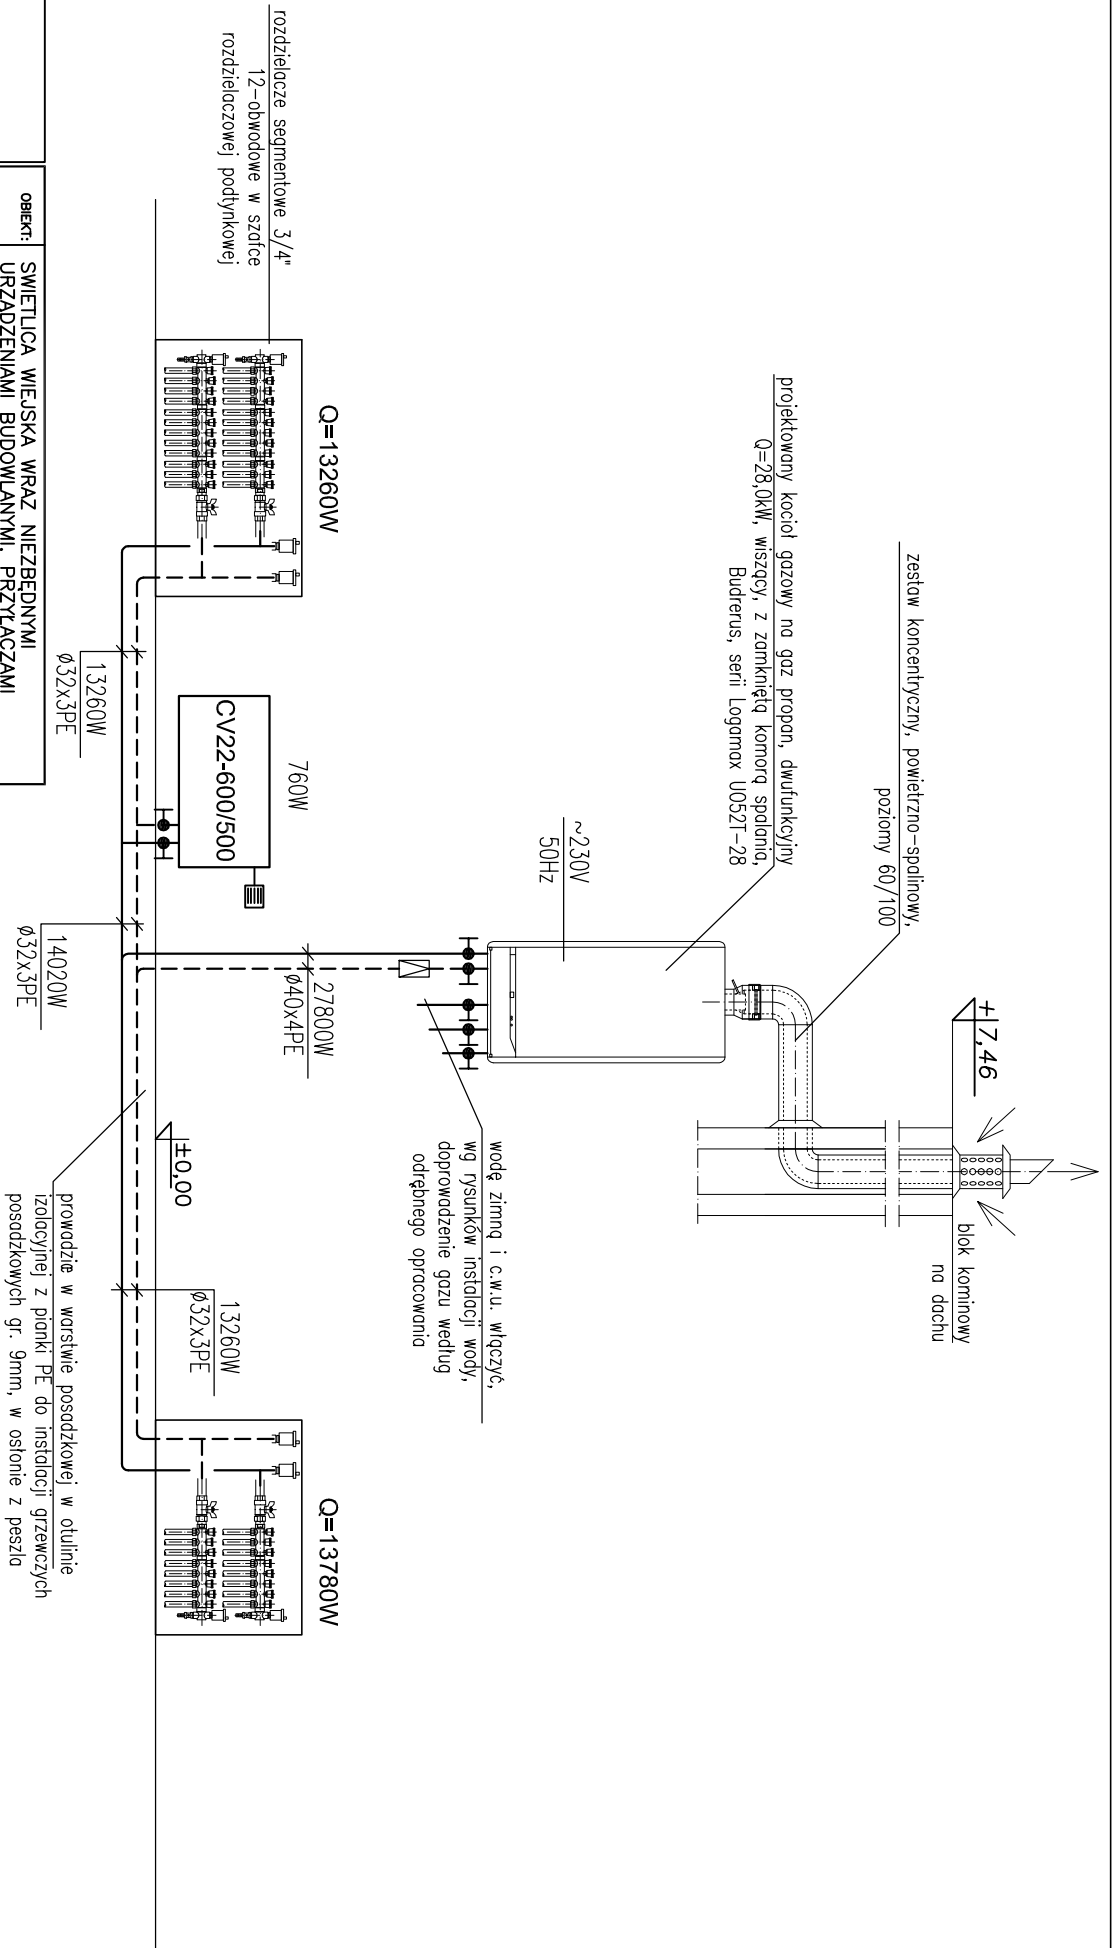 +7,46
blok kominowy
na dachu
zestaw koncentryczny, powietrzno-spalinowy,
poziomy 60/100
projektowany kocioł gazowy na gaz propan, dwufunkcyjny
Q=28,0kW, wiszący, z zamkniętą komorą spalania,
Budrerus, serii Logamax U052T-28
~230V
50Hz
wodę zimną i c.w.u. włączyć,
wg rysunków instalacji wody,
doprowadzenie gazu według
odrębnego opracowania
rozdzielacze segmentowe 3/4"
12-obwodowe w szafce
rozdzielaczowej podtynkowej
Q=13260W
760W
CV22-600/500
27800W
Ø40x4PE
Q=13780W
±0,00
13260W
Ø32x3PE
13260W
Ø32x3PE
14020W
Ø32x3PE
prowadzić w warstwie posadzkowej w otulinie
izolacyjnej z pianki PE do instalacji grzewczych
posadzkowych gr. 9mm, w osłonie z peszla
OBIEKT:
SWIETLICA WIEJSKA WRAZ NIEZBĘDNYMI
URZĄDZENIAMI BUDOWLANYMI, PRZYŁĄCZAMI